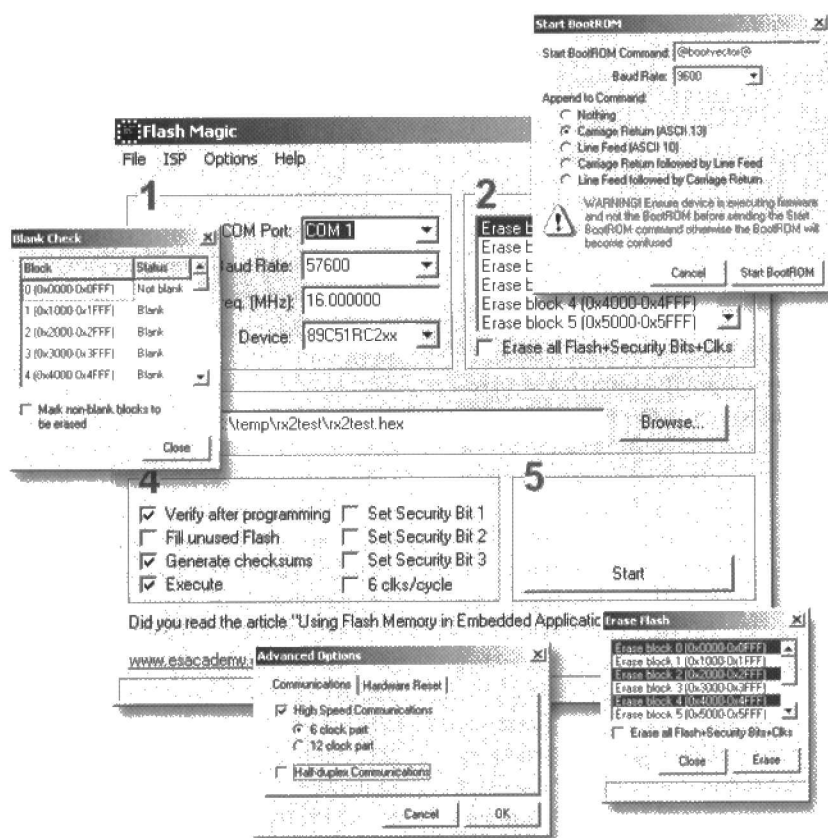 Start BootROM
Start BootROM Command: @bootvector@
Baud Rate: 9600
Append to Command:
Nothing
Carriage Return (ASCII 13)
Line Feed (ASCII 10)
Carriage Return followed by Line Feed
Line Feed followed by Carriage Return
WARNING! Ensure device is executing firmware
and not the BootROM before sending the Start
BootROM command otherwise the BootROM will
become confused
Cancel Start BootROM
Flash Magic
File ISP Options Help
1
COM Port: COM 1
Baud Rate: 57600
(MHz): 16.000000
Device: 89C51RC2xx
2
Erase
Erase
Erase
Erase
Erase block 4 (0x4000-0x4FFF)
Erase block 5 (0x5000-0x5FFF)
Erase all Flash+Security Bits+Clks
Blank Check
Block Status
0 (0x0000-0x0FFF) Not blank
1 (0x1000-0x1FFF) Blank
2 (0x2000-0x2FFF) Blank
3 (0x3000-0x3FFF) Blank
4 (0x4000-0x4FFF) Blank
Mark non-blank blocks to
be erased
Close
\temp\rx2test\rx2test.hex Browse...
4
Verify after programming Set Security Bit 1
Fill unused Flash Set Security Bit 2
Generate checksums Set Security Bit 3
Execute 6 clks/cycle
5
Start
Did you read the article "Using Flash Memory in Embedded Applicatio
www.esacademy.
Erase Flash
Erase block 0 (0x0000-0x0FFF)
Erase block 1 (0x1000-0x1FFF)
Erase block 2 (0x2000-0x2FFF)
Erase block 3 (0x3000-0x3FFF)
Erase block 4 (0x4000-0x4FFF)
Erase block 5 (0x5000-0x5FFF)
Erase all Flash+Security Bits+Clks
Close Erase
Advanced Options
Communications Hardware Reset
High Speed Communications
6 clock part
12 clock part
Half-duplex Communications
Cancel OK